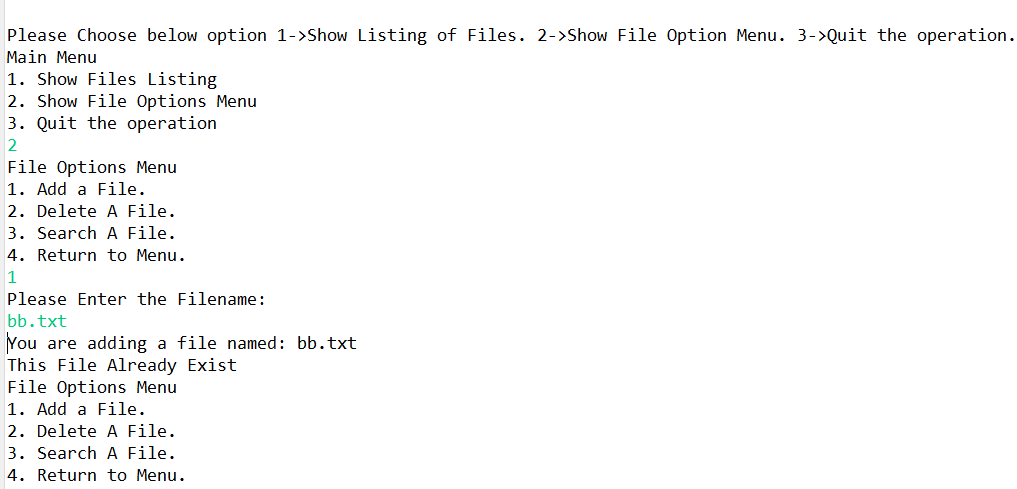 Please Choose below option 1->Show Listing of Files. 2->Show File Option Menu. 3->Quit the operation.
Main Menu
1. Show Files Listing
2. Show File Options Menu
3. Quit the operation
2
File Options Menu
1. Add a File.
2. Delete A File.
3. Search A File.
4. Return to Menu.
1
Please Enter the Filename:
bb.txt
You are adding a file named: bb.txt
This File Already Exist
File Options Menu
1. Add a File.
2. Delete A File.
3. Search A File.
4. Return to Menu.